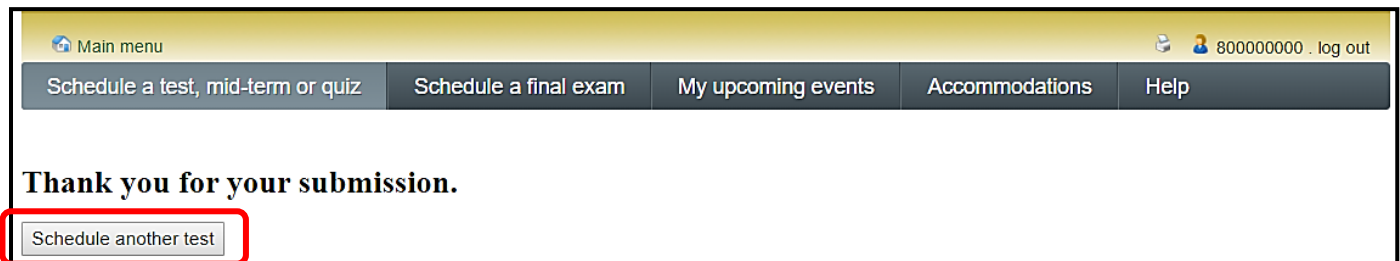 Main menu 800000000 . log out
Schedule a test, mid-term or quiz Schedule a final exam My upcoming events Accommodations Help
Thank you for your submission.
Schedule another test